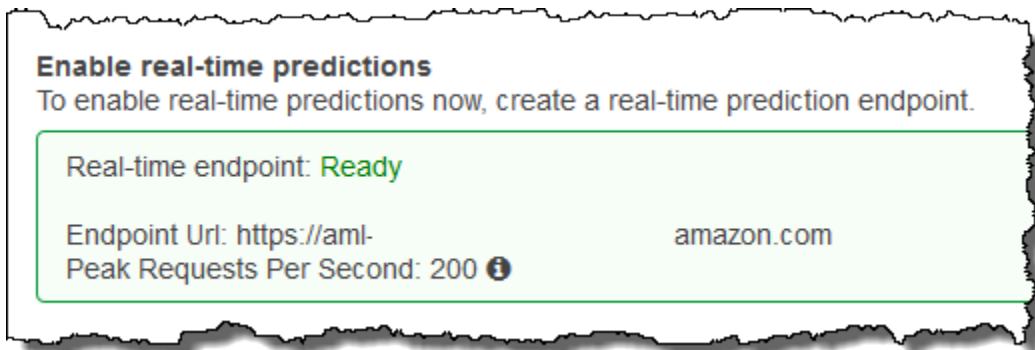 Enable real-time predictions
To enable real-time predictions now, create a real-time prediction endpoint.
Real-time endpoint: Ready
Endpoint Url: https://aml- amazon.com
Peak Requests Per Second: 200